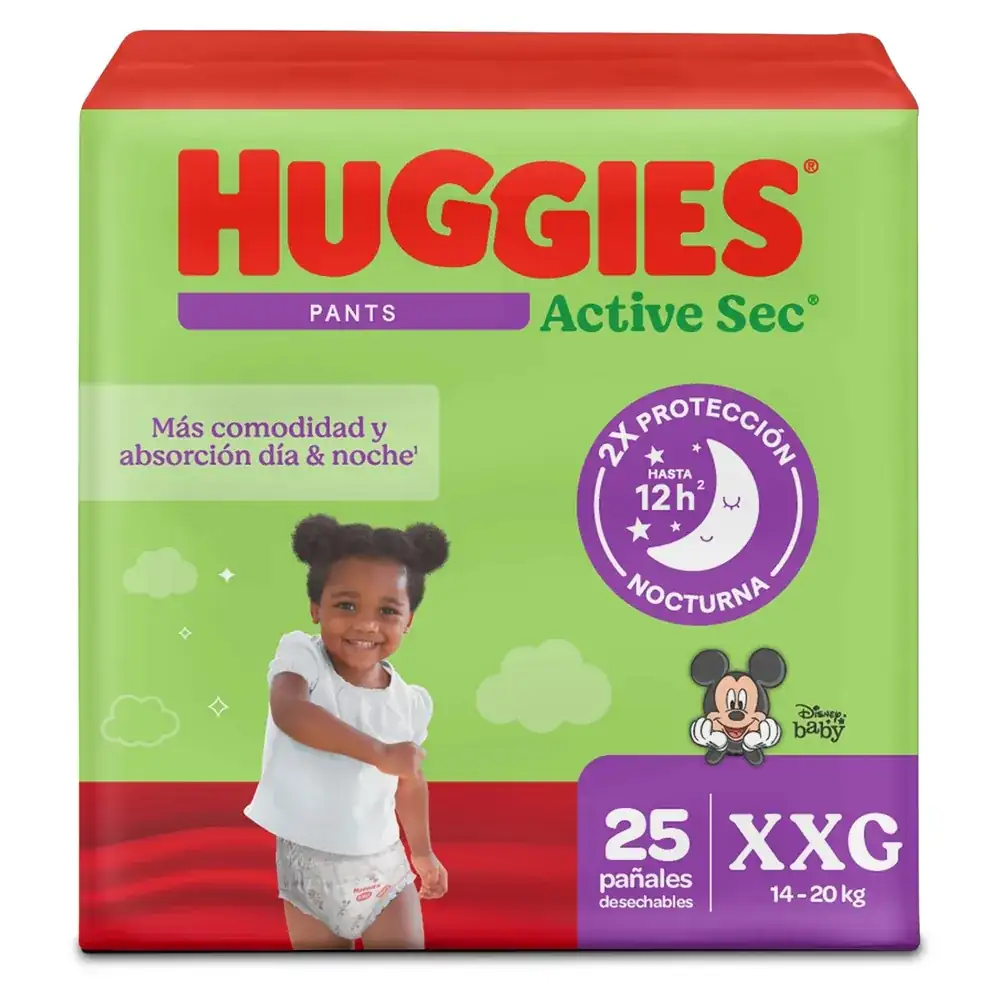 HUGGIES®
PANTS
Active Sec®
Más comodidad y
absorción día & noche¹
2X PROTECCIÓN
HASTA
12h²
NOCTURNA
Disney
baby
25
pañales
desechables
XXG
14-20 kg
Huggies